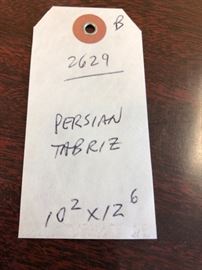 B
2629
PERSIAN
TABRIZ
10² x 12⁶